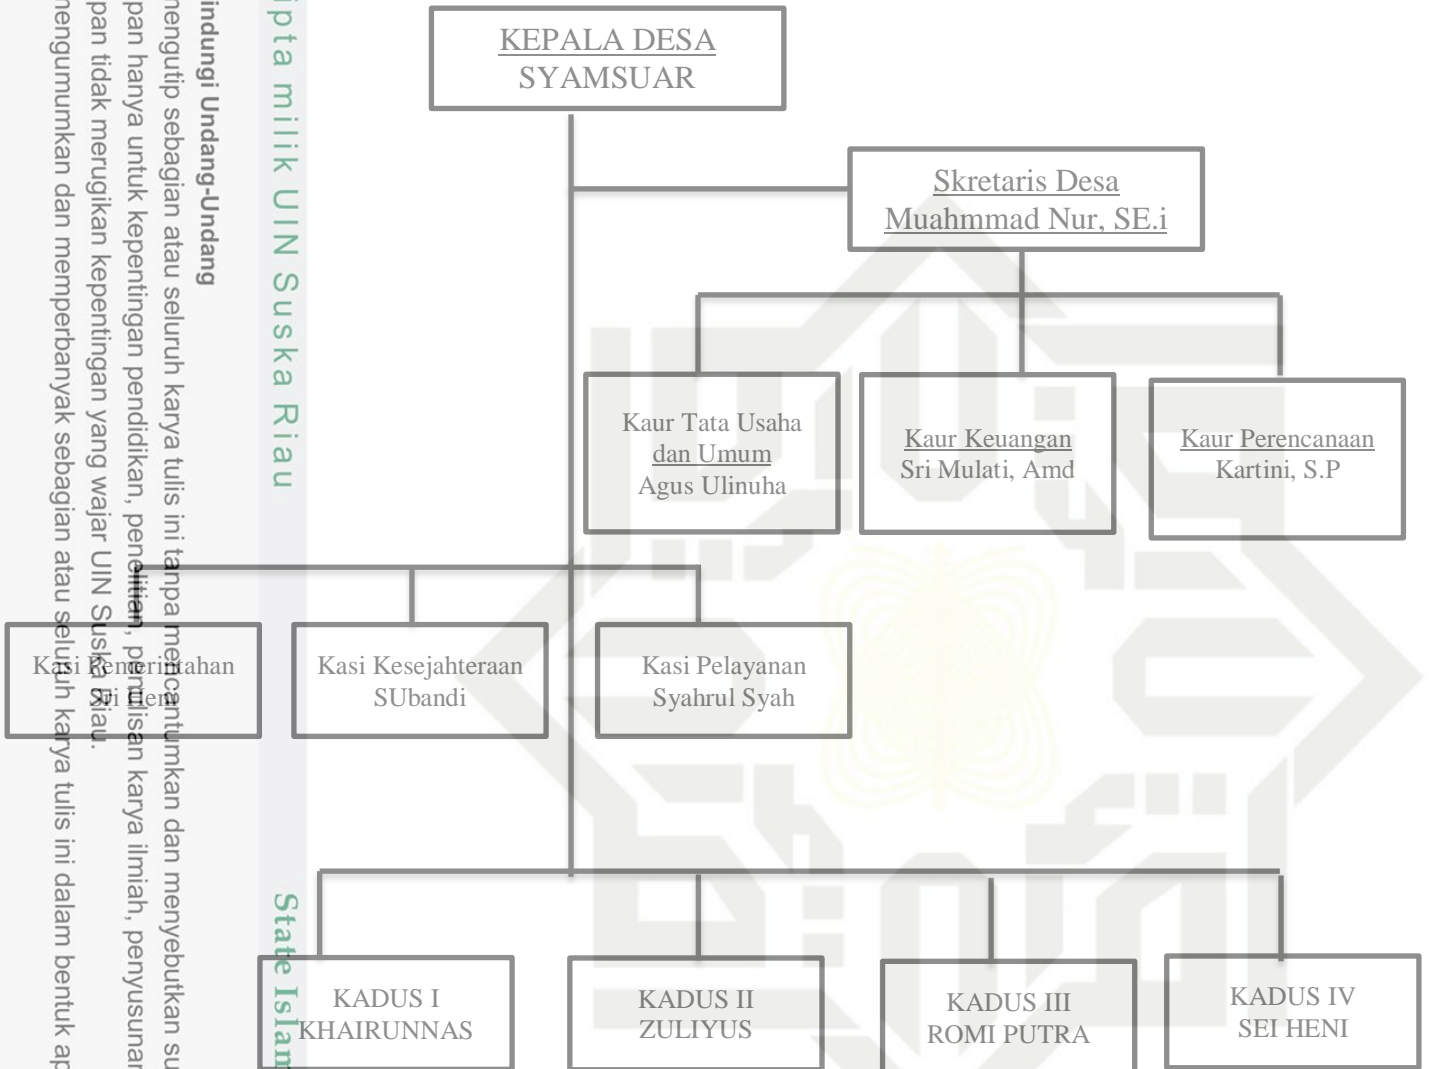 KEPALA DESA
SYAMSUAR
Skretaris Desa
Muahmmad Nur, SE.i
Kaur Tata Usaha
dan Umum
Agus Ulinuha
Kaur Keuangan
Sri Mulati, Amd
Kaur Perencanaan
Kartini, S.P
Kasi Pemerintahan
Sri Heni
Kasi Kesejahteraan
SUbandi
Kasi Pelayanan
Syahrul Syah
KADUS I
KHAIRUNNAS
KADUS II
ZULIYUS
KADUS III
ROMI PUTRA
KADUS IV
SEI HENI
ipta milik UIN Suska Riau
State Islam
indungi Undang-Undang
mengutip sebagian atau seluruh karya tulis ini tanpa mencantumkan dan menyebutkan su
pan hanya untuk kepentingan pendidikan, penelitian, penulisan karya ilmiah, penyusunan
pan tidak merugikan kepentingan yang wajar UIN Suska Riau.
mengumumkan dan memperbanyak sebagian atau seluruh karya tulis ini dalam bentuk ap